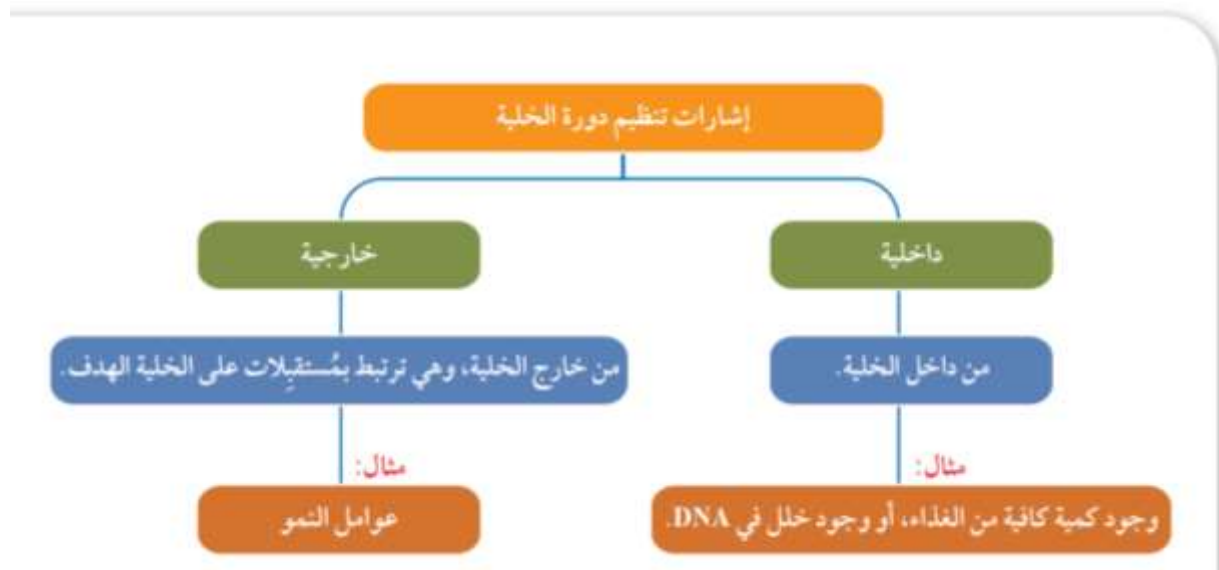 إشارات تنظيم دورة الخلية
داخلية
خارجية
من داخل الخلية.
من خارج الخلية، وهي ترتبط بمُستقبِلات على الخلية الهدف.
مثال:
مثال:
وجود كمية كافية من الغذاء، أو وجود خلل في DNA.
عوامل النمو